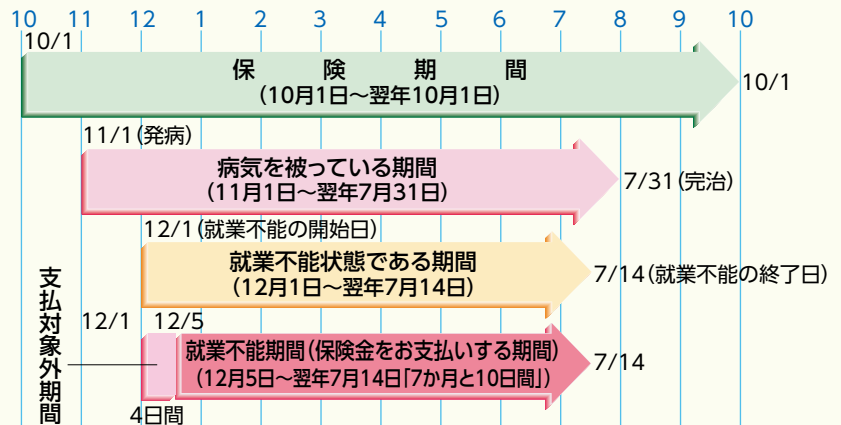 10 11 12 1 2 3 4 5 6 7 8 9 10
10/1
保険期間
(10月1日～翌年10月1日)
10/1
11/1(発病)
病気を被っている期間
(11月1日～翌年7月31日)
7/31(完治)
12/1(就業不能の開始日)
就業不能状態である期間
(12月1日～翌年7月14日)
7/14(就業不能の終了日)
支払対象外期間
12/1 12/5
就業不能期間(保険金をお支払いする期間)
(12月5日～翌年7月14日「7か月と10日間」)
7/14
4日間